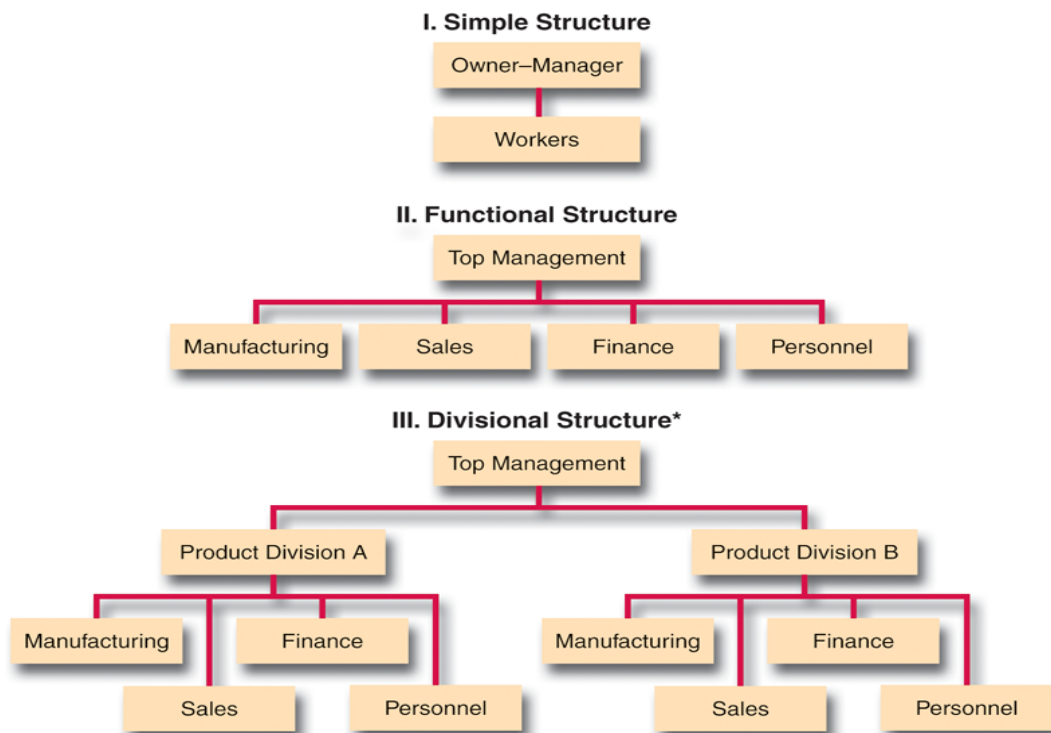 I. Simple Structure
Owner–Manager
Workers
II. Functional Structure
Top Management
Manufacturing
Sales
Finance
Personnel
III. Divisional Structure*
Top Management
Product Division A
Product Division B
Manufacturing
Finance
Sales
Personnel
Manufacturing
Finance
Sales
Personnel